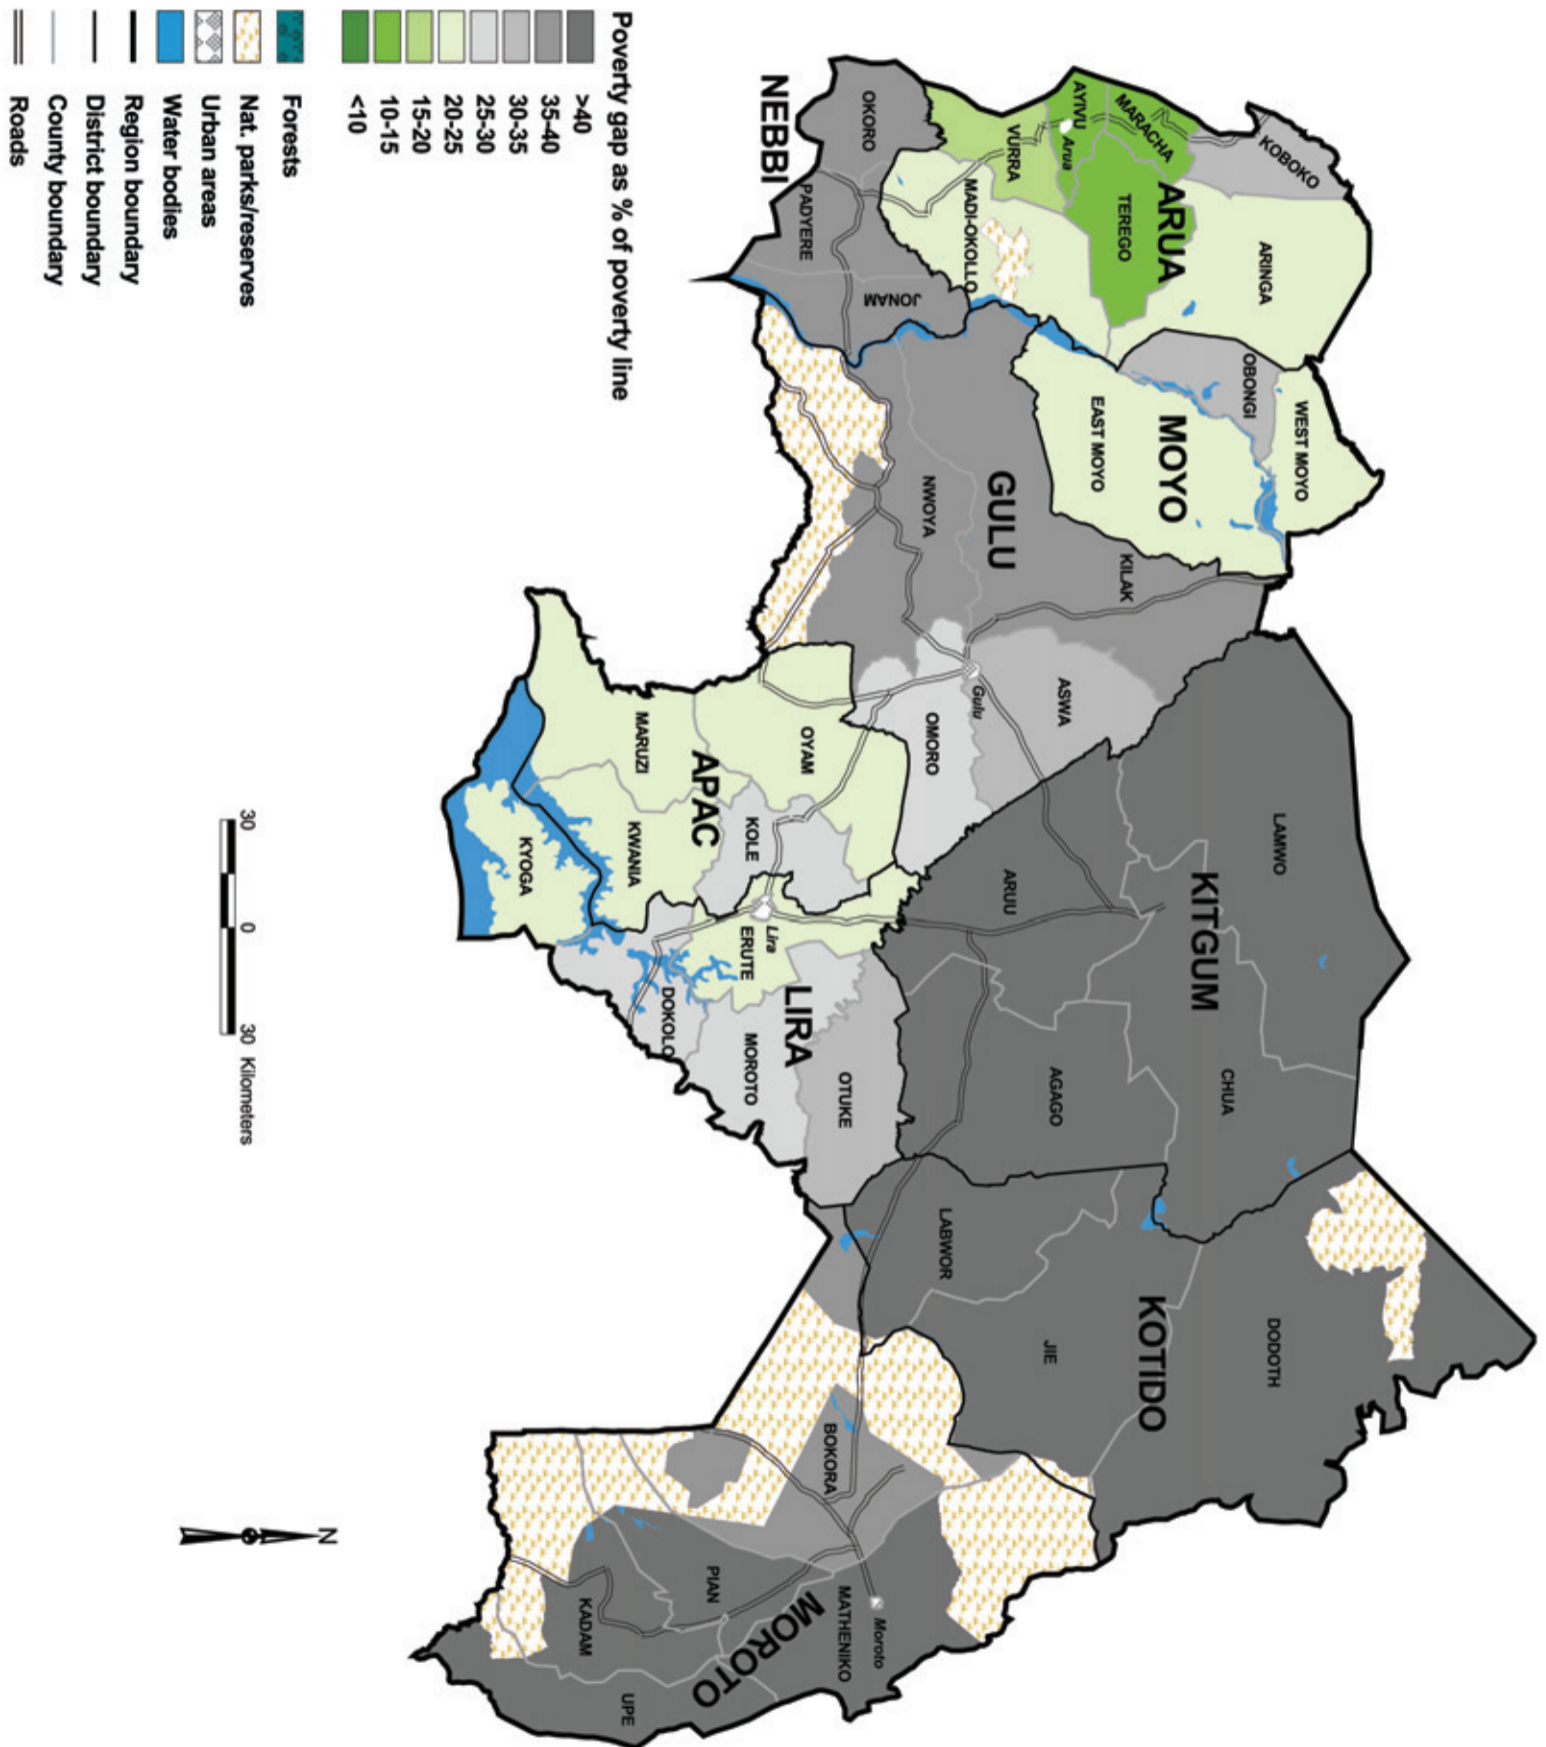 Poverty gap as % of poverty line
>40
35-40
30-35
25-30
20-25
15-20
10-15
<10
Forests
Nat. parks/reserves
Urban areas
Water bodies
Region boundary
District boundary
County boundary
Roads
KOBOKO
ARINGA
MARACHA
AYIVU
Arua
TEREGO
ARUA
VURRA
MADI-OKOLLO
OKORO
NEBBI
PADYERE
JONAM
WEST MOYO
OBONGI
MOYO
EAST MOYO
GULU
NWOYA
KILAK
ASWA
Gulu
OMORO
LAMWO
KITGUM
CHUA
ARUU
AGAGO
OYAM
MARUZI
APAC
KOLE
KWANIA
KYOGA
Lira
ERUTE
LIRA
DOKOLO
MOROTO
OTUKE
LABWOR
JIE
KOTIDO
DODOTH
BOKORA
PIAN
MATHENIKO
Moroto
MOROTO
KADAM
UPE
30 0 30 Kilometers
N